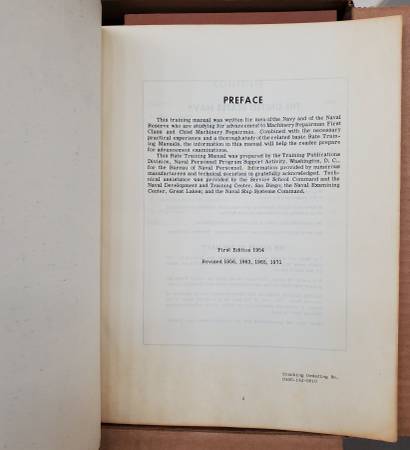 PREFACE
This training manual was written for men of the Navy and of the Naval
Reserve who are studying for advancement to Machinery Repairman First
Class and Chief Machinery Repairman. Combined with the necessary
practical experience and a thorough study of the related basic Rate Train-
ing Manuals, the information in this manual will help the reader prepare
for advancement examinations.
This Rate Training Manual was prepared by the Training Publications
Division, Naval Personnel Program Support Activity, Washington, D. C.,
for the Bureau of Naval Personnel. Information provided by numerous
manufacturers and technical societies is gratefully acknowledged. Tech-
nical assistance was provided by the Service School Command and the
Naval Development and Training Center, San Diego; the Naval Examining
Center, Great Lakes; and the Naval Ship Systems Command.
First Edition 1954
Revised 1956, 1963, 1971
Stocking Ordering No.